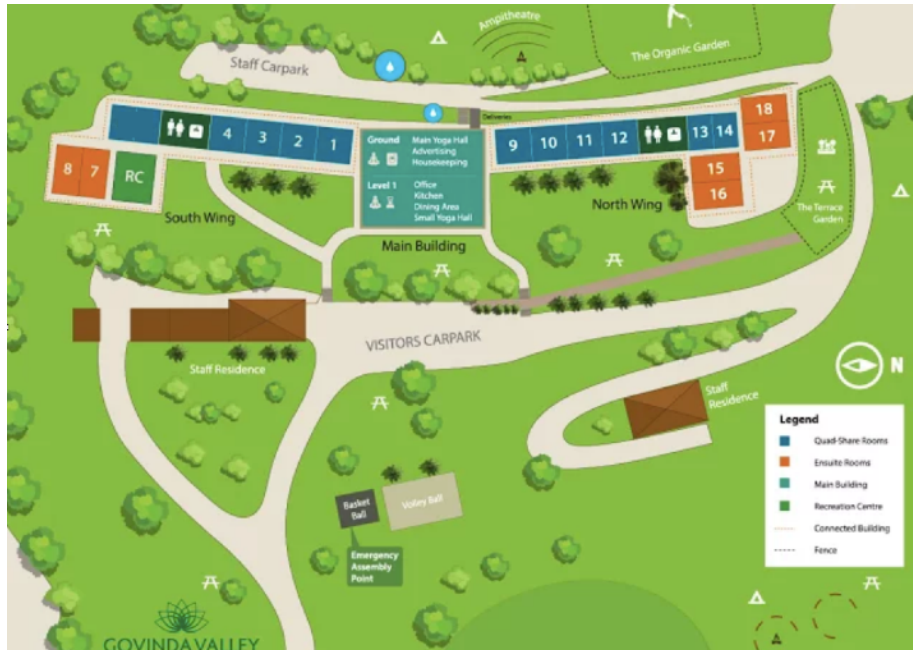 Ampitheatre
The Organic Garden
Staff Carpark
Deliveries
18
17
4
3
2
1
Ground
Main Yoga Hall
Advertising
Housekeeping
Level 1
Office
Kitchen
Dining Area
Small Yoga Hall
9
10
11
12
13
14
15
16
8
7
RC
South Wing
North Wing
The Terrace
Garden
Main Building
VISITORS CARPARK
Staff Residence
Staff
Residence
N
Legend
Quad-Share Rooms
Ensuite Rooms
Main Building
Recreation Centre
Connected Building
Fence
Basket
Ball
Volley Ball
Emergency
Assembly
Point
GOVINDA VALLEY